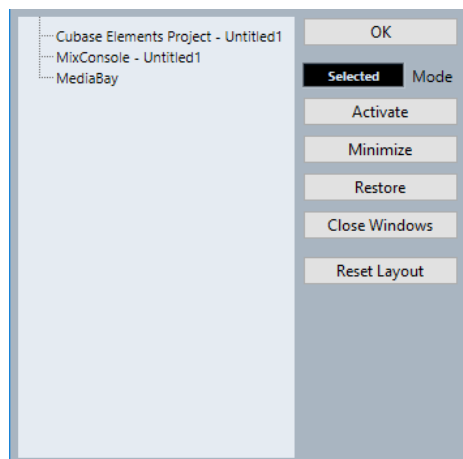 Cubase Elements Project - Untitled1
MixConsole - Untitled1
MediaBay
OK
Selected Mode
Activate
Minimize
Restore
Close Windows
Reset Layout